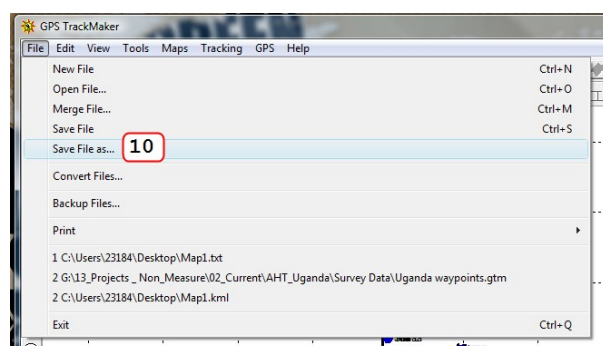 GPS TrackMaker
File Edit View Tools Maps Tracking GPS Help
New File Ctrl+N
Open File... Ctrl+O
Merge File... Ctrl+M
Save File Ctrl+S
Save File as... 10
Convert Files...
Backup Files...
Print
1 C:\Users\23184\Desktop\Map1.txt
2 G:\13_Projects _ Non_Measure\02_Current\AHT_Uganda\Survey Data\Uganda waypoints.gtm
2 C:\Users\23184\Desktop\Map1.kml
Exit Ctrl+Q